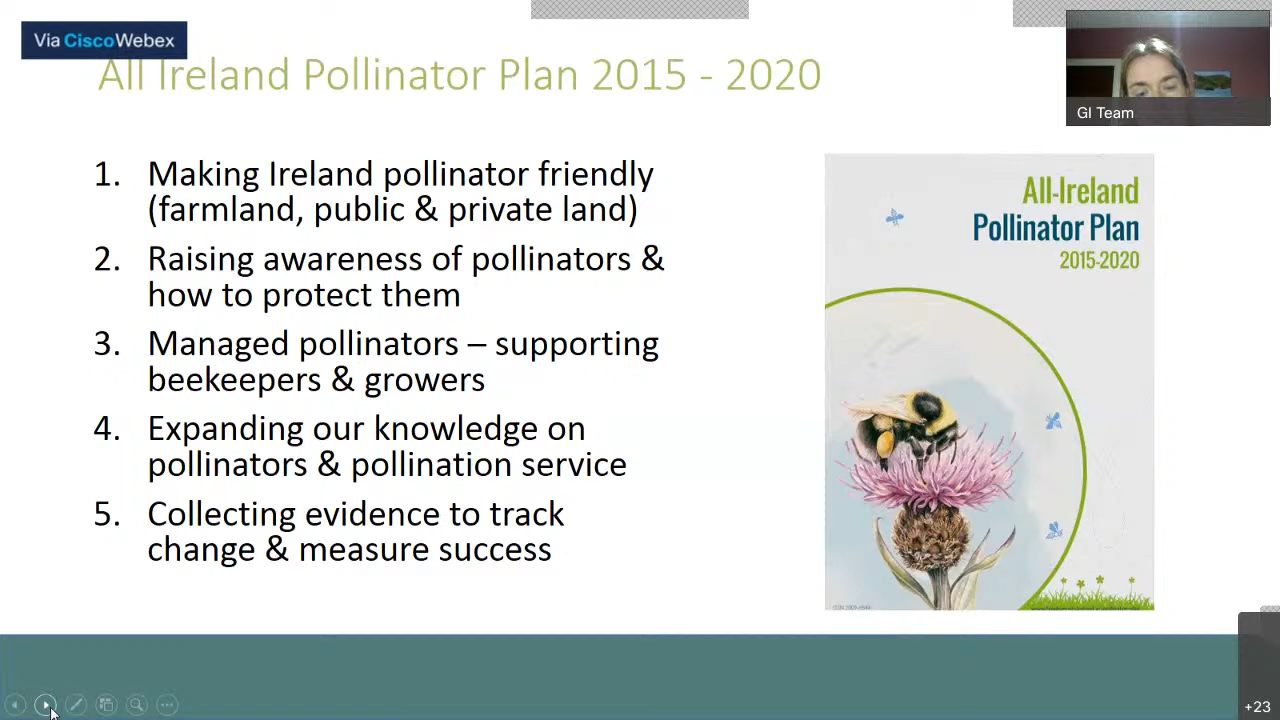 Via Cisco Webex
All Ireland Pollinator Plan 2015 - 2020
GI Team
1. Making Ireland pollinator friendly
(farmland, public & private land)
2. Raising awareness of pollinators &
how to protect them
3. Managed pollinators – supporting
beekeepers & growers
4. Expanding our knowledge on
pollinators & pollination service
5. Collecting evidence to track
change & measure success
All-Ireland
Pollinator Plan
2015-2020
+23